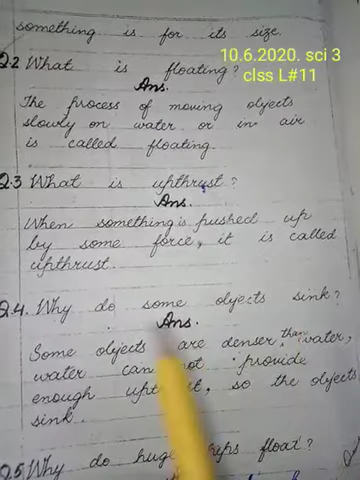 something is for its size.
10.6.2020. sci 3
clss L#11
Q.2 What is floating?
Ans.
The process of moving objects
slowly on water or in air
is called floating.
Q.3 What is upthrust?
Ans.
When something is pushed up
by some force, it is called
upthrust.
Q.4. Why do some objects sink?
Ans.
Some objects are denser than water,
water can not provide
enough , so the objects
sink.
Q5 Why do huge float?